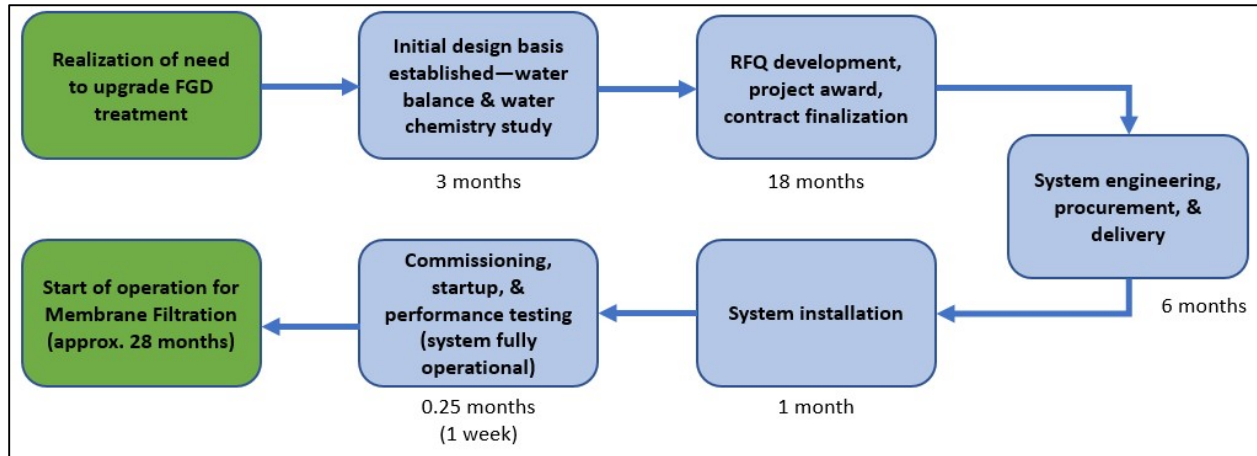 Realization of need
to upgrade FGD
treatment
Initial design basis
established—water
balance & water
chemistry study
3 months
RFQ development,
project award,
contract finalization
18 months
System engineering,
procurement, &
delivery
6 months
System installation
1 month
Commissioning,
startup, &
performance testing
(system fully
operational)
0.25 months
(1 week)
Start of operation for
Membrane Filtration
(approx. 28 months)